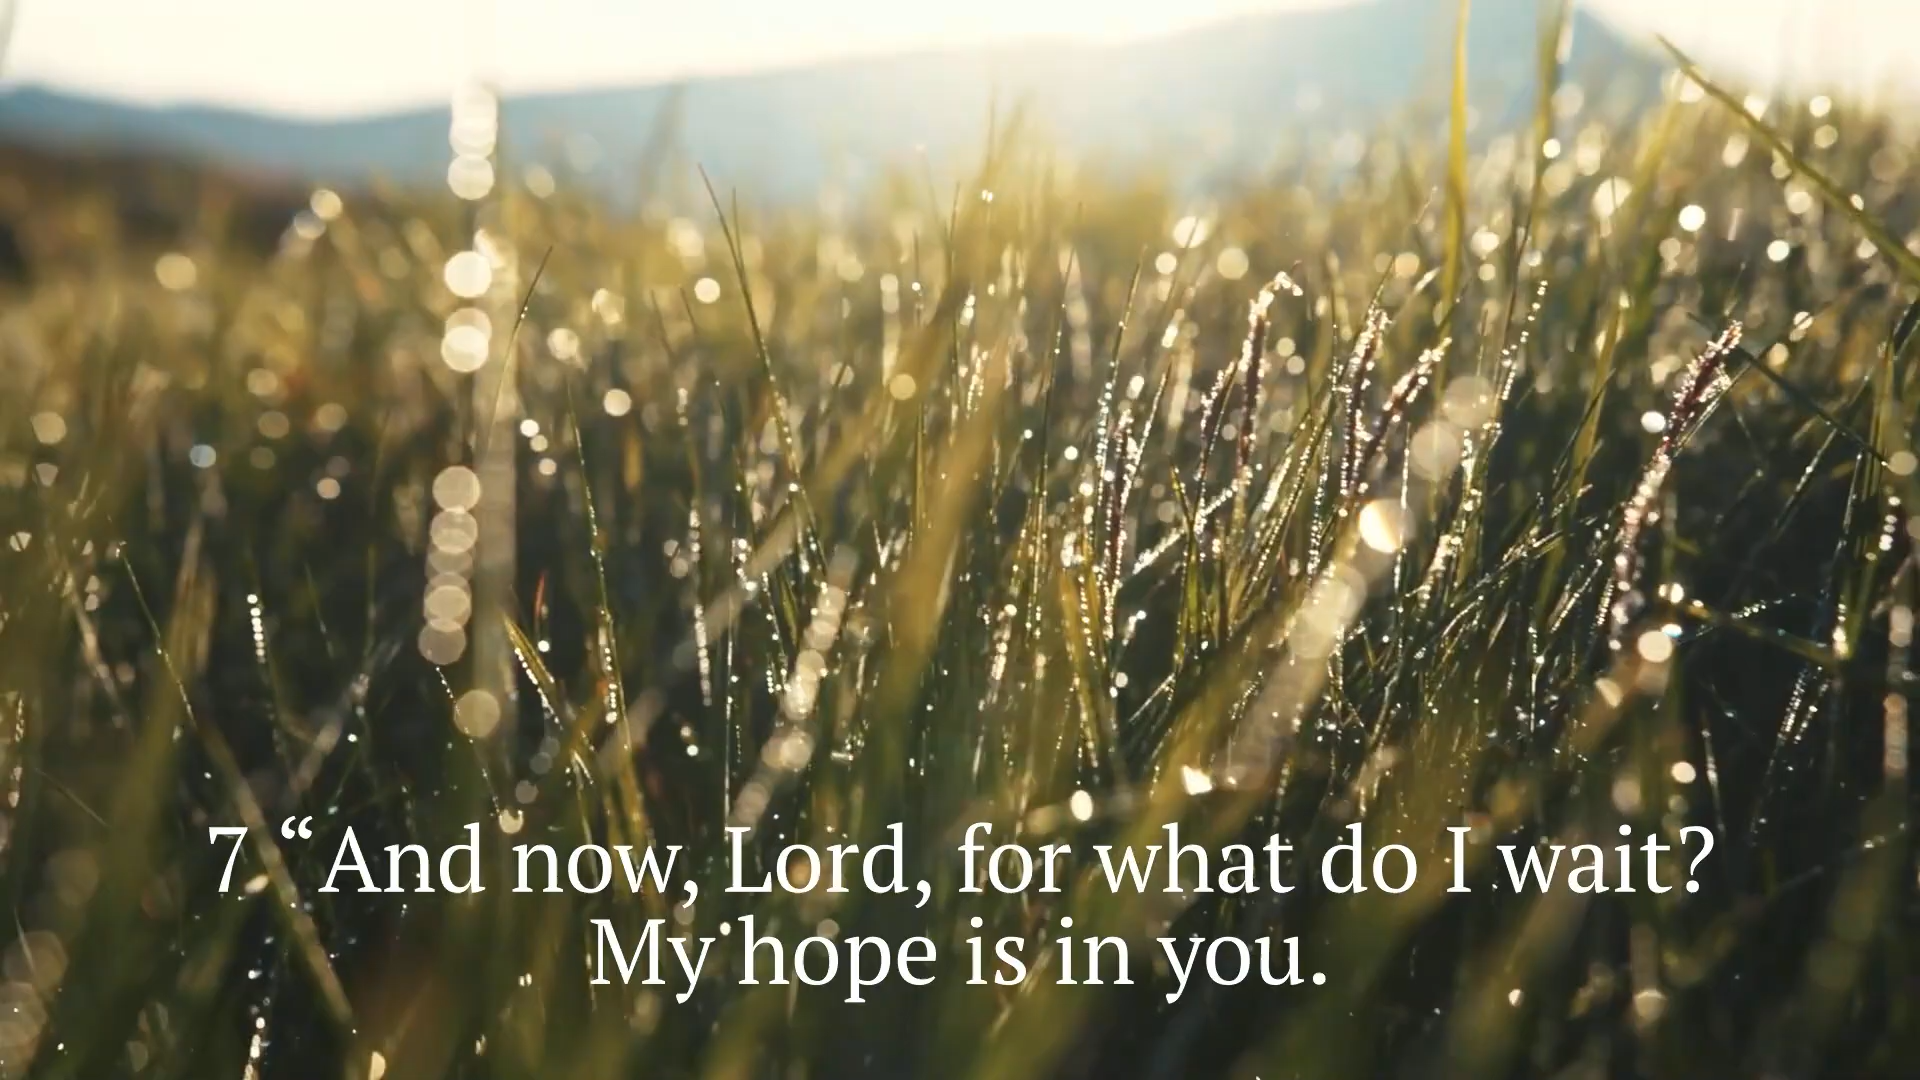 7 “And now, Lord, for what do I wait?
My hope is in you.